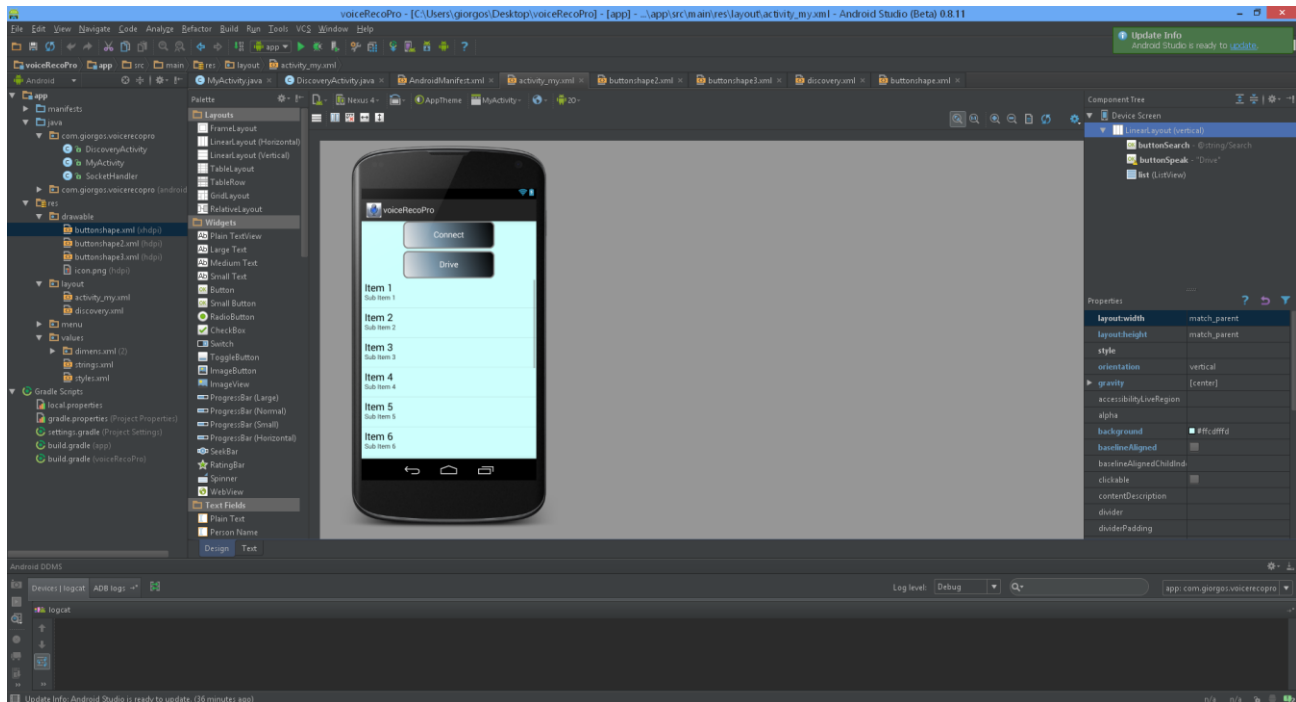 voiceRecoPro - [C:\Users\giorgos\Desktop\voiceRecoPro] - [app] - ...\app\src\main\res\layout\activity_my.xml - Android Studio (Beta) 0.8.11
File Edit View Navigate Code Analyze Refactor Build Run Tools VCS Window Help
Update Info
Android Studio is ready to update.
app
voiceRecoPro app src main res layout activity_my.xml
Android
MyActivity.java DiscoveryActivity.java AndroidManifest.xml activity_my.xml buttonshape2.xml buttonshape3.xml discovery.xml buttonshape.xml
app
manifests
java
com.giorgos.voicerecopro
DiscoveryActivity
MyActivity
SocketHandler
com.giorgos.voicerecopro (android
res
drawable
buttonshape.xml (xhdpi)
buttonshape2.xml (hdpi)
buttonshape3.xml (hdpi)
icon.png (hdpi)
layout
activity_my.xml
discovery.xml
menu
values
dimens.xml (2)
strings.xml
styles.xml
Gradle Scripts
local.properties
gradle.properties (Project Properties)
settings.gradle (Project Settings)
build.gradle (app)
build.gradle (voiceRecoPro)
Palette
Layouts
FrameLayout
LinearLayout (Horizontal)
LinearLayout (Vertical)
TableLayout
TableRow
GridLayout
RelativeLayout
Widgets
Plain TextView
Large Text
Medium Text
Small Text
Button
Small Button
RadioButton
CheckBox
Switch
ToggleButton
ImageButton
ImageView
ProgressBar (Large)
ProgressBar (Normal)
ProgressBar (Small)
ProgressBar (Horizontal)
SeekBar
RatingBar
Spinner
WebView
Text Fields
Plain Text
Person Name
Design Text
Nexus 4 AppTheme MyActivity 20
voiceRecoPro
Connect
Drive
Item 1
Sub Item 1
Item 2
Sub Item 2
Item 3
Sub Item 3
Item 4
Sub Item 4
Item 5
Sub Item 5
Item 6
Sub Item 6
Component Tree
Device Screen
LinearLayout (vertical)
buttonSearch - @string/Search
buttonSpeak - "Drive"
list (ListView)
Properties
layout:width match_parent
layout:height match_parent
style
orientation vertical
gravity [center]
accessibilityLiveRegion
alpha
background #ffcdfffd
baselineAligned
baselineAlignedChildInd
clickable
contentDescription
divider
dividerPadding
Android DDMS
Devices | logcat ADB logs
Log level: Debug app: com.giorgos.voicerecopro
logcat
Update Info: Android Studio is ready to update. (36 minutes ago) n/a n/a